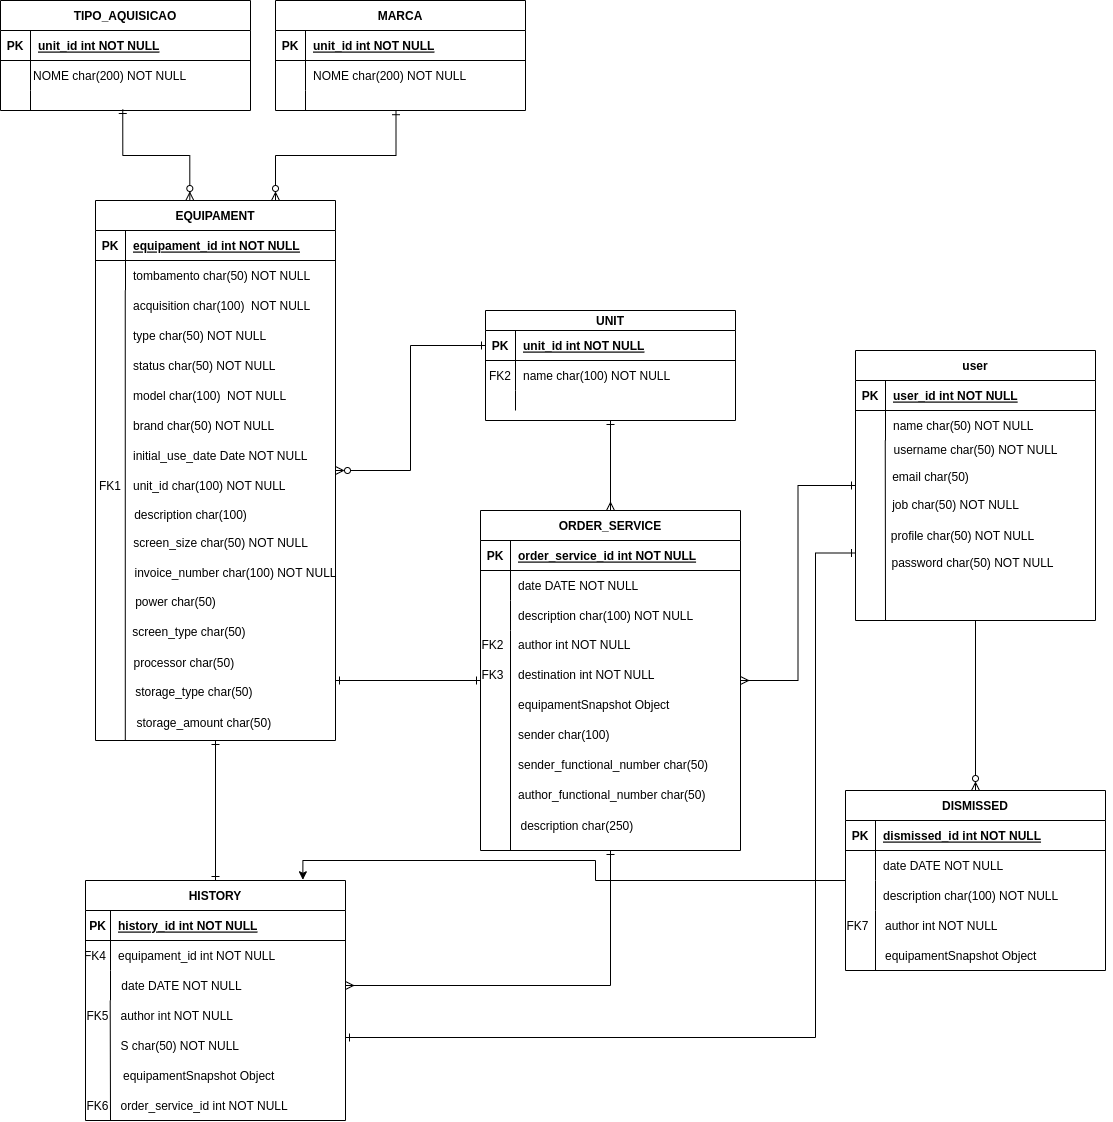 TIPO_AQUISICAO
PK unit_id int NOT NULL
NOME char(200) NOT NULL
MARCA
PK unit_id int NOT NULL
NOME char(200) NOT NULL
EQUIPAMENT
PK equipament_id int NOT NULL
tombamento char(50) NOT NULL
acquisition char(100)  NOT NULL
type char(50) NOT NULL
status char(50) NOT NULL
model char(100)  NOT NULL
brand char(50) NOT NULL
initial_use_date Date NOT NULL
FK1 unit_id char(100) NOT NULL
description char(100)
screen_size char(50) NOT NULL
invoice_number char(100) NOT NULL
power char(50)
screen_type char(50)
processor char(50)
storage_type char(50)
storage_amount char(50)
UNIT
PK unit_id int NOT NULL
FK2 name char(100) NOT NULL
user
PK user_id int NOT NULL
name char(50) NOT NULL
username char(50) NOT NULL
email char(50)
job char(50) NOT NULL
profile char(50) NOT NULL
password char(50) NOT NULL
ORDER_SERVICE
PK order_service_id int NOT NULL
date DATE NOT NULL
description char(100) NOT NULL
FK2 author int NOT NULL
FK3 destination int NOT NULL
equipamentSnapshot Object
sender char(100)
sender_functional_number char(50)
author_functional_number char(50)
description char(250)
DISMISSED
PK dismissed_id int NOT NULL
date DATE NOT NULL
description char(100) NOT NULL
FK7 author int NOT NULL
equipamentSnapshot Object
HISTORY
PK history_id int NOT NULL
FK4 equipament_id int NOT NULL
date DATE NOT NULL
FK5 author int NOT NULL
S char(50) NOT NULL
equipamentSnapshot Object
FK6 order_service_id int NOT NULL